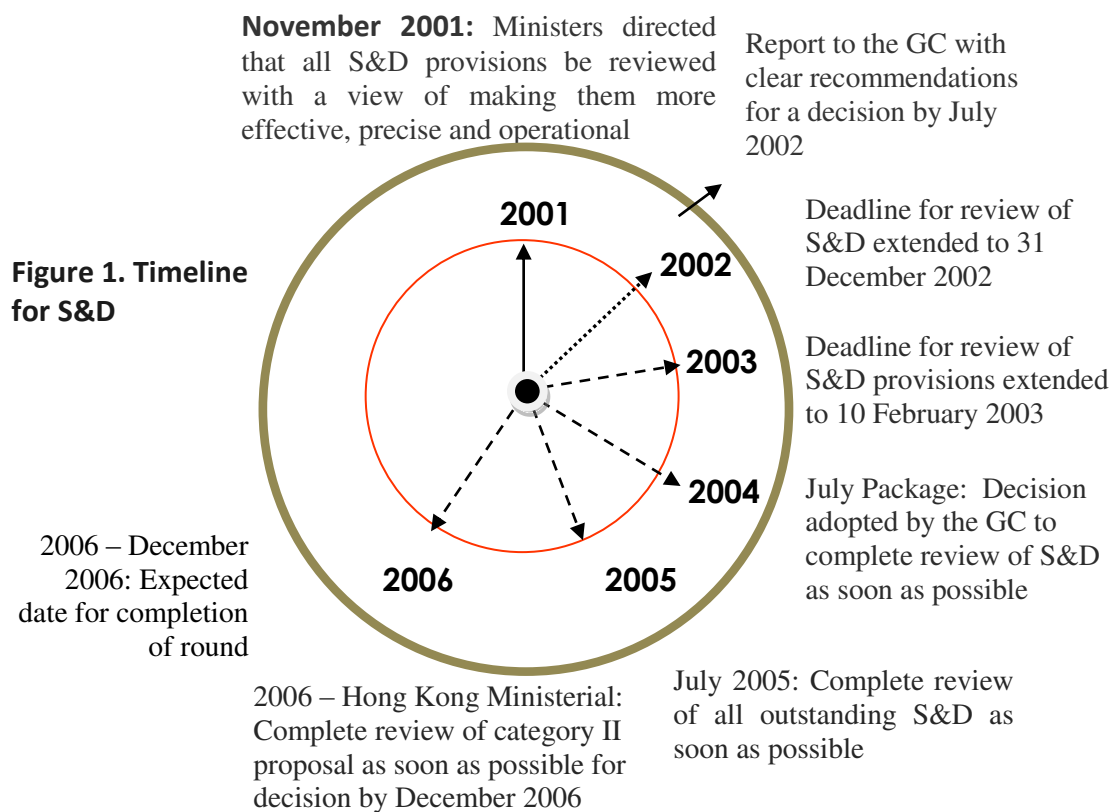 November 2001: Ministers directed
that all S&D provisions be reviewed
with a view of making them more
effective, precise and operational
Report to the GC with
clear recommendations
for a decision by July
2002
Figure 1. Timeline
for S&D
2001
2002
2003
2004
2005
2006
Deadline for review of
S&D extended to 31
December 2002
Deadline for review of
S&D provisions extended
to 10 February 2003
July Package: Decision
adopted by the GC to
complete review of S&D
as soon as possible
July 2005: Complete review
of all outstanding S&D as
soon as possible
2006 – Hong Kong Ministerial:
Complete review of category II
proposal as soon as possible for
decision by December 2006
2006 – December
2006: Expected
date for completion
of round